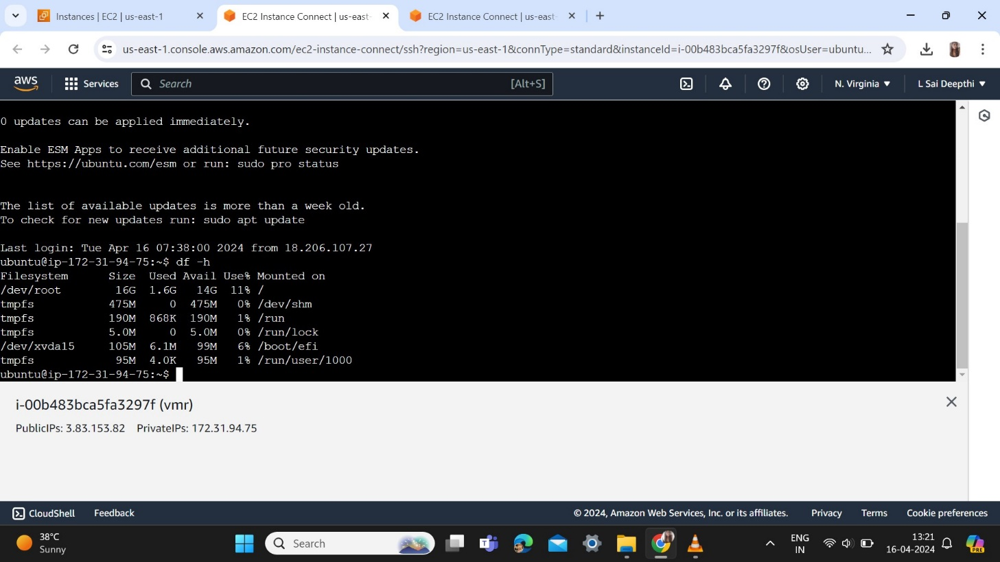 Instances | EC2 | us-east-1
EC2 Instance Connect | us-east-
EC2 Instance Connect | us-east-
us-east-1.console.aws.amazon.com/ec2-instance-connect/ssh?region=us-east-1&connType=standard&instanceId=i-00b483bca5fa3297f&osUser=ubuntu...
aws
Services
Search
[Alt+S]
N. Virginia
L Sai Deepthi
0 updates can be applied immediately.
Enable ESM Apps to receive additional future security updates.
See https://ubuntu.com/esm or run: sudo pro status
The list of available updates is more than a week old.
To check for new updates run: sudo apt update
Last login: Tue Apr 16 07:38:00 2024 from 18.206.107.27
ubuntu@ip-172-31-94-75:~$ df -h
Filesystem      Size  Used Avail Use% Mounted on
/dev/root        16G  1.6G   14G  11% /
tmpfs           475M     0  475M   0% /dev/shm
tmpfs           190M  868K  190M   1% /run
tmpfs           5.0M     0  5.0M   0% /run/lock
/dev/xvda15     105M  6.1M   99M   6% /boot/efi
tmpfs            95M  4.0K   95M   1% /run/user/1000
ubuntu@ip-172-31-94-75:~$
i-00b483bca5fa3297f (vmr)
PublicIPs: 3.83.153.82    PrivateIPs: 172.31.94.75
CloudShell
Feedback
© 2024, Amazon Web Services, Inc. or its affiliates.
Privacy
Terms
Cookie preferences
38°C
Sunny
Search
ENG
IN
13:21
16-04-2024
PRE